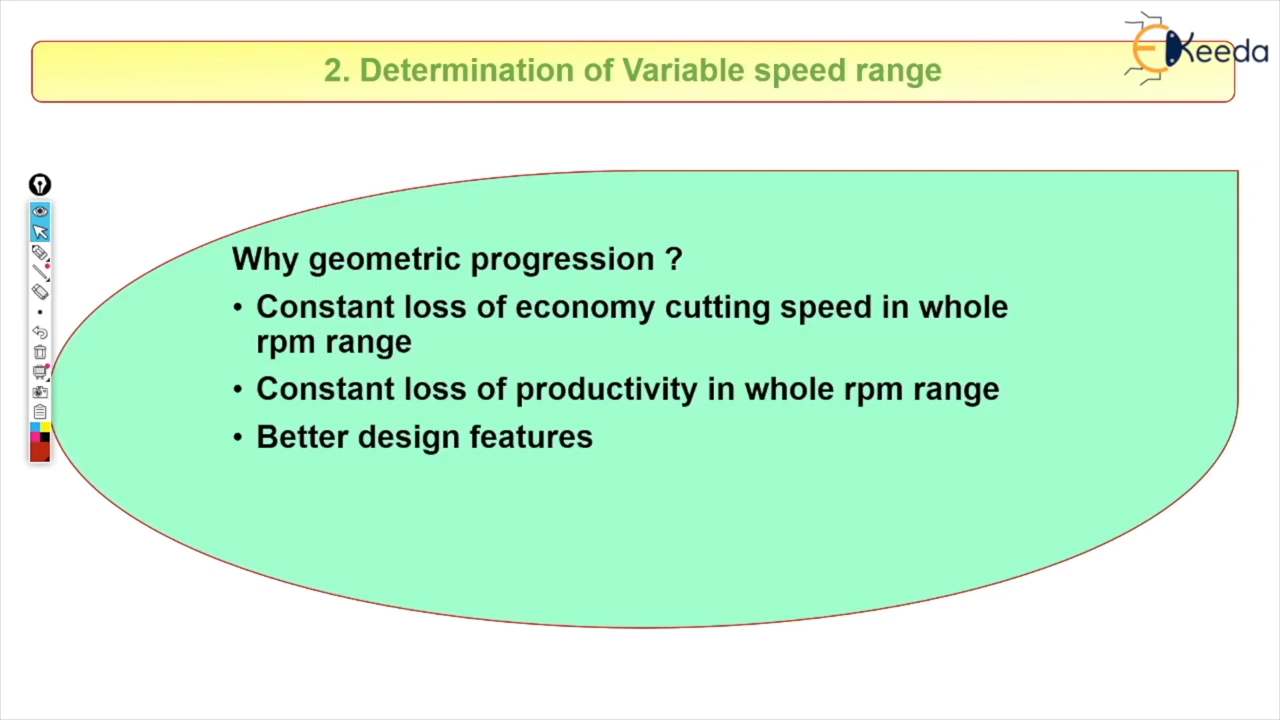 2. Determination of Variable speed range
EKeeda
Why geometric progression ?
• Constant loss of economy cutting speed in whole
rpm range
• Constant loss of productivity in whole rpm range
• Better design features